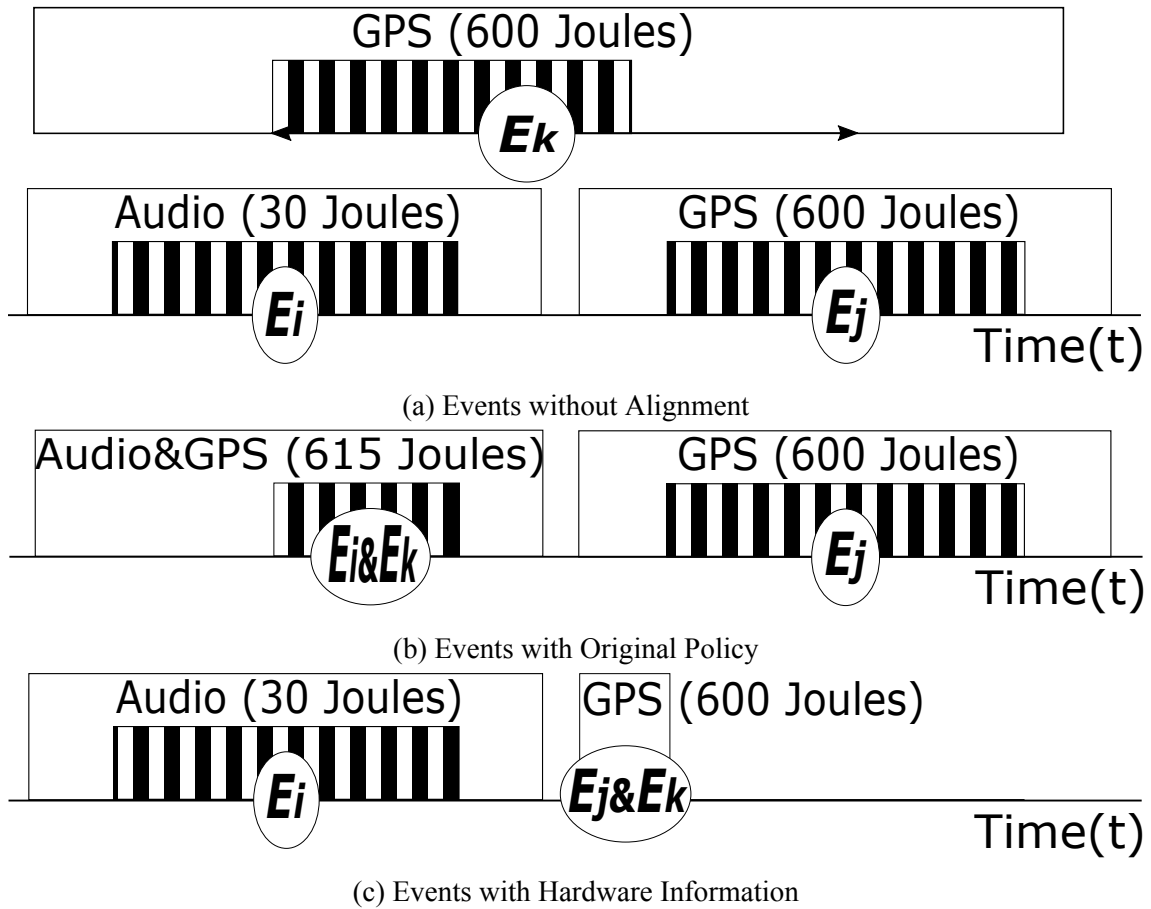 GPS (600 Joules)
Ek
Audio (30 Joules)
GPS (600 Joules)
Ei
Ej
Time(t)
(a) Events without Alignment
Audio&GPS (615 Joules)
GPS (600 Joules)
Ei&Ek
Ej
Time(t)
(b) Events with Original Policy
Audio (30 Joules)
GPS (600 Joules)
Ei
Ej&Ek
Time(t)
(c) Events with Hardware Information